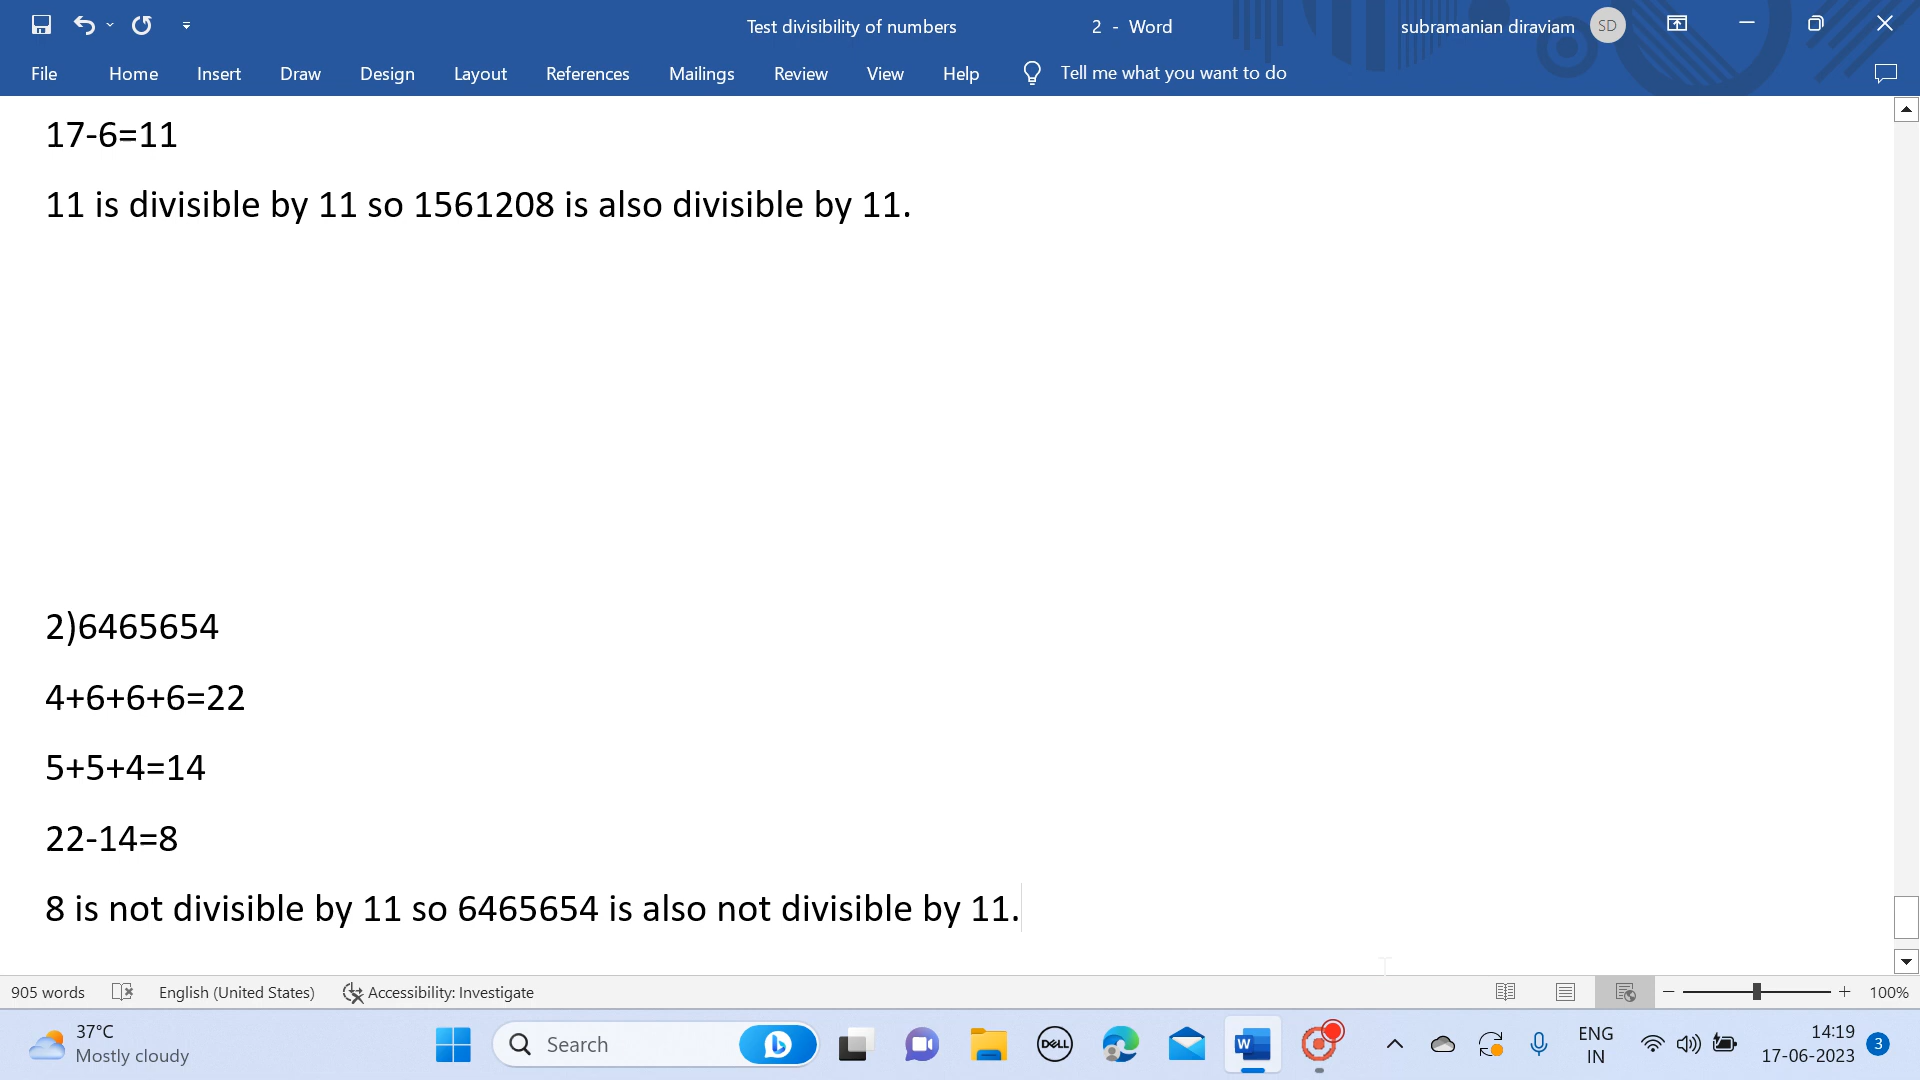 Test divisibility of numbers 2 - Word
subramanian diraviam SD
File Home Insert Draw Design Layout References Mailings Review View Help Tell me what you want to do
17-6=11
11 is divisible by 11 so 1561208 is also divisible by 11.
2)6465654
4+6+6+6=22
5+5+4=14
22-14=8
8 is not divisible by 11 so 6465654 is also not divisible by 11.
905 words English (United States) Accessibility: Investigate 100%
37°C
Mostly cloudy
Search
DELL
W
ENG
IN
14:19
17-06-2023
3